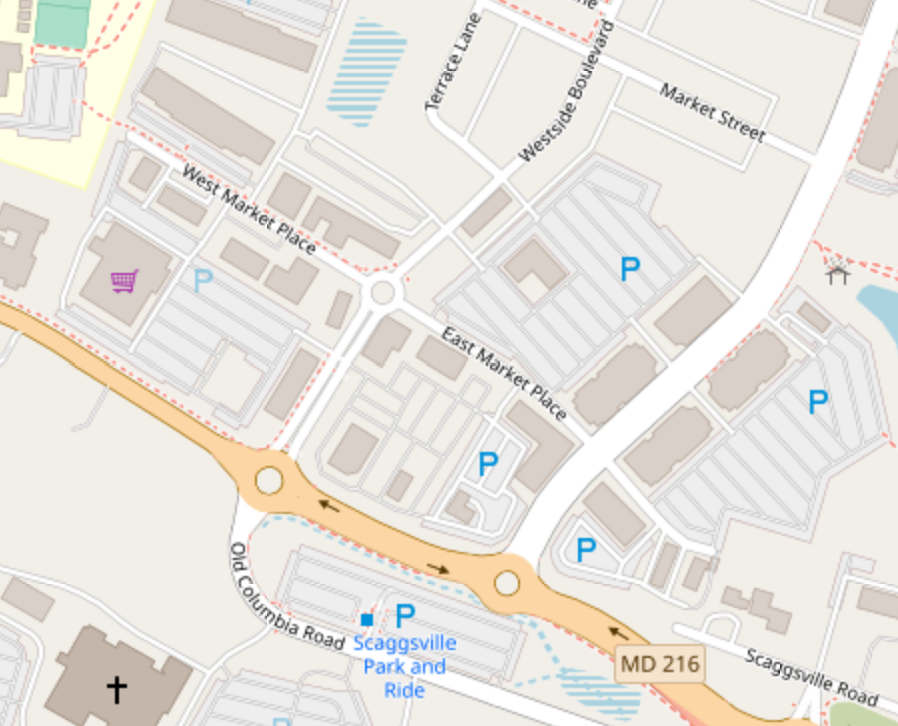 Terrace Lane
Westside Boulevard
Market Street
West Market Place
P
P
East Market Place
P
P
P
Old Columbia Road
P
Scaggsville
Park and
Ride
MD 216
Scaggsville Road
P